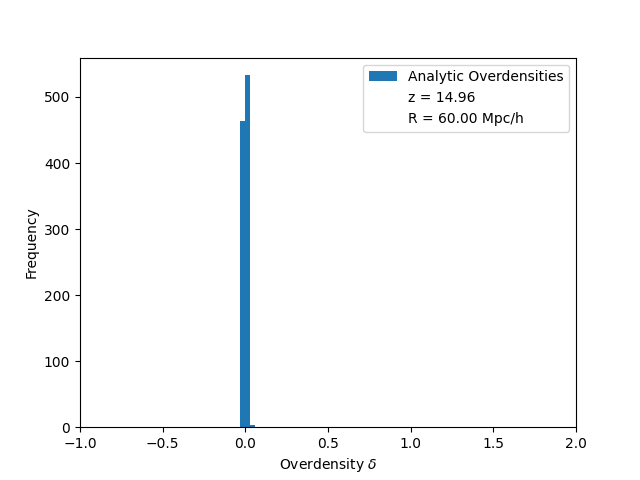 Analytic Overdensities
z = 14.96
R = 60.00 Mpc/h
500
400
300
200
100
0
Frequency
−1.0 −0.5 0.0 0.5 1.0 1.5 2.0
Overdensity δ